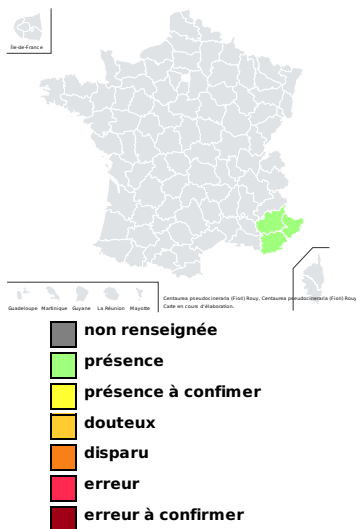 Île-de-France
Guadeloupe Martinique Guyane La Réunion Mayotte
Centaurea pseudocineraria (Fiori) Rouy, Centaurea pseudocineraria (Fiori) Rouy
Carte en cours d'élaboration.
non renseignée
présence
présence à confimer
douteux
disparu
erreur
erreur à confirmer